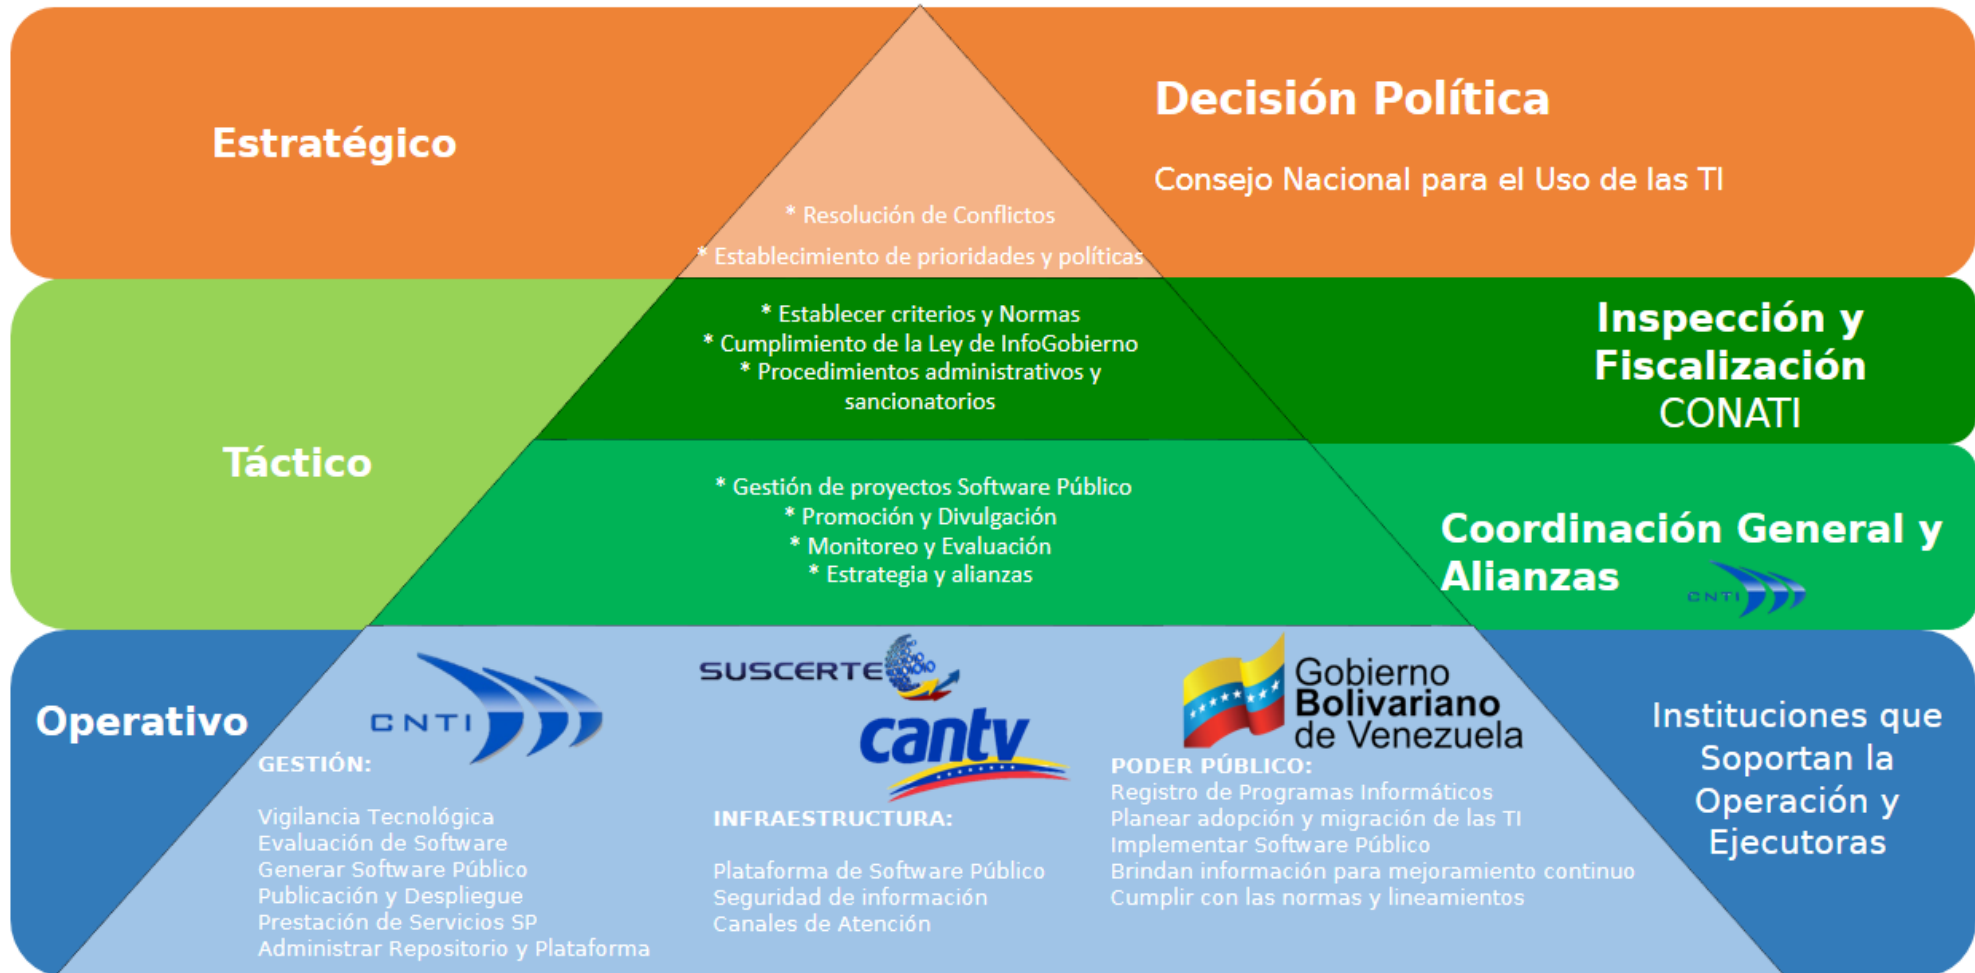 Estratégico
Decisión Política
Consejo Nacional para el Uso de las TI
* Resolución de Conflictos
* Establecimiento de prioridades y políticas
Táctico
* Establecer criterios y Normas
* Cumplimiento de la Ley de InfoGobierno
* Procedimientos administrativos y
sancionatorios
Inspección y
Fiscalización
CONATI
* Gestión de proyectos Software Público
* Promoción y Divulgación
* Monitoreo y Evaluación
* Estrategia y alianzas
Coordinación General y
Alianzas
CNTI
Operativo
CNTI
GESTIÓN:
Vigilancia Tecnológica
Evaluación de Software
Generar Software Público
Publicación y Despliegue
Prestación de Servicios SP
Administrar Repositorio y Plataforma
SUSCERTE
cantv
INFRAESTRUCTURA:
Plataforma de Software Público
Seguridad de información
Canales de Atención
Gobierno
Bolivariano
de Venezuela
PODER PÚBLICO:
Registro de Programas Informáticos
Planear adopción y migración de las TI
Implementar Software Público
Brindan información para mejoramiento continuo
Cumplir con las normas y lineamientos
Instituciones que
Soportan la
Operación y
Ejecutoras